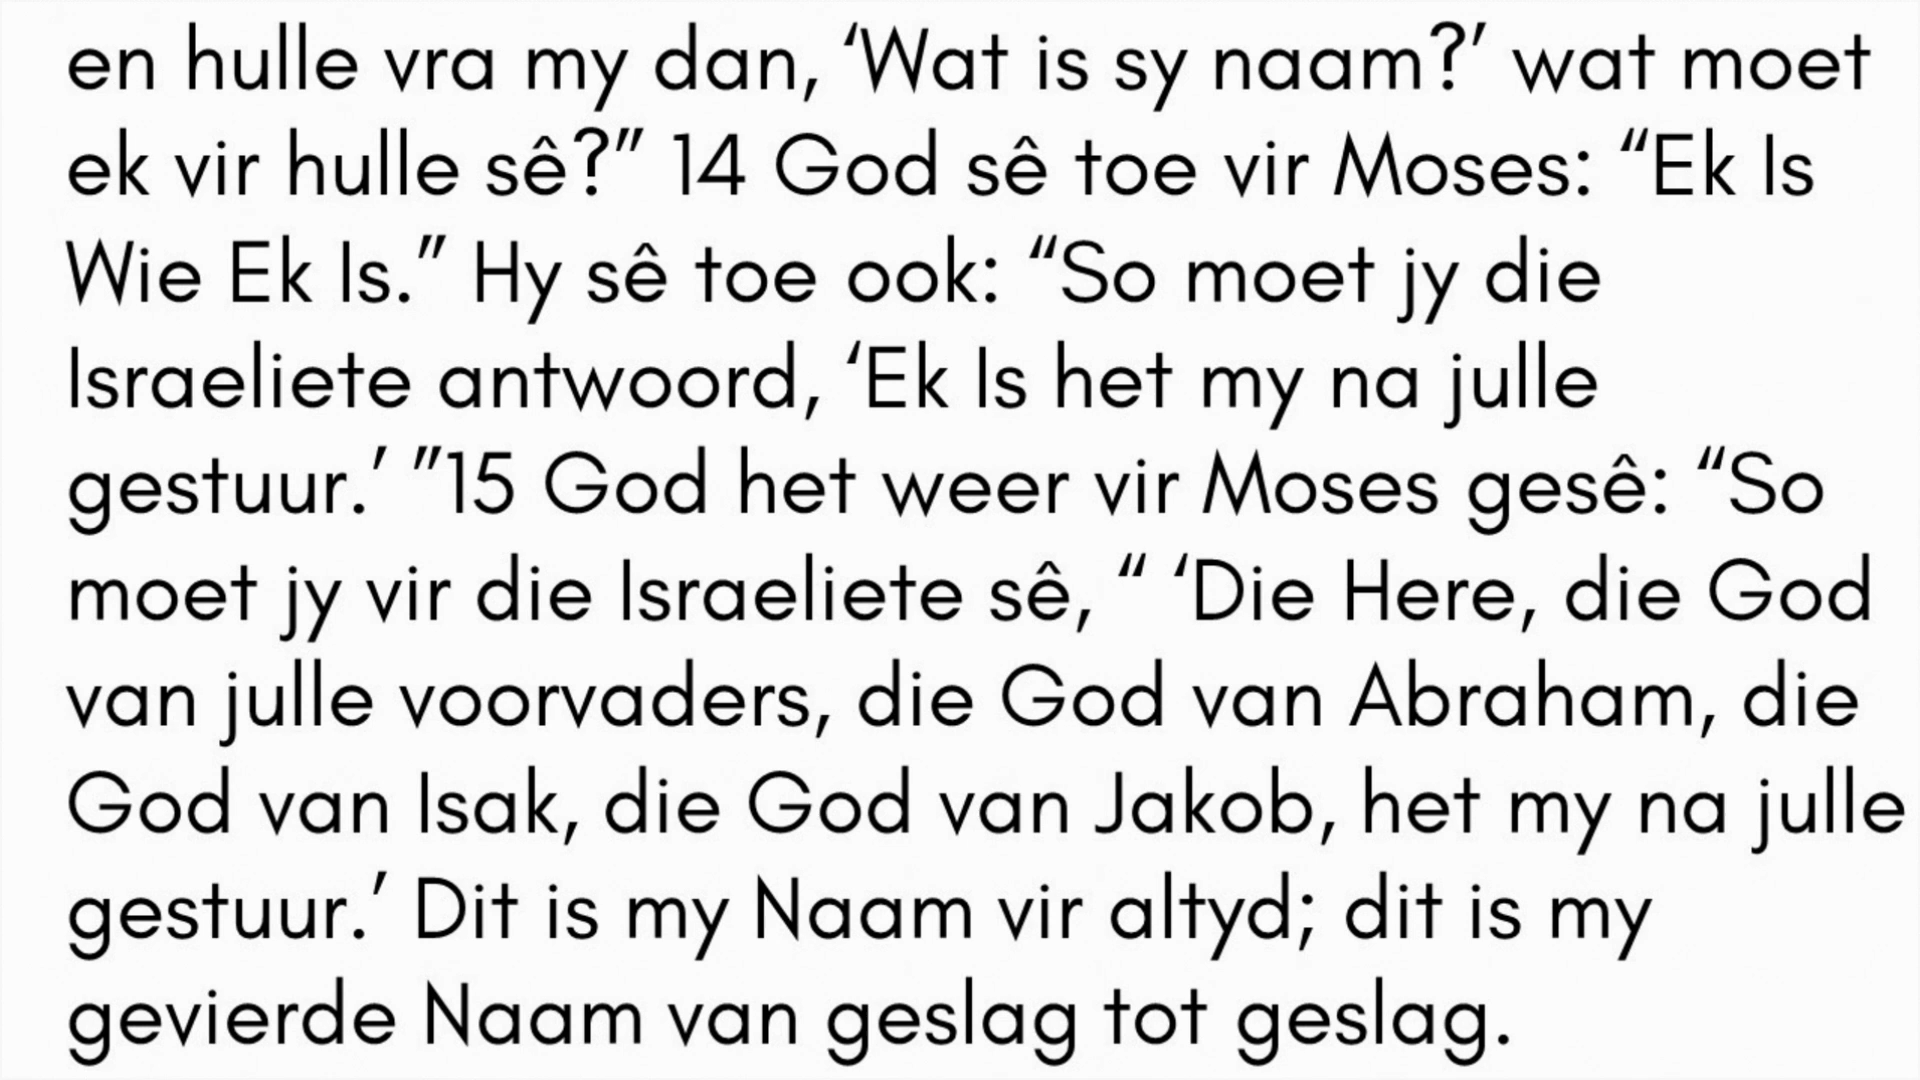 en hulle vra my dan, ‘Wat is sy naam?’ wat moet
ek vir hulle sê?” 14 God sê toe vir Moses: “Ek Is
Wie Ek Is.” Hy sê toe ook: “So moet jy die
Israeliete antwoord, ‘Ek Is het my na julle
gestuur.’ ”15 God het weer vir Moses gesê: “So
moet jy vir die Israeliete sê, “ ‘Die Here, die God
van julle voorvaders, die God van Abraham, die
God van Isak, die God van Jakob, het my na julle
gestuur.’ Dit is my Naam vir altyd; dit is my
gevierde Naam van geslag tot geslag.